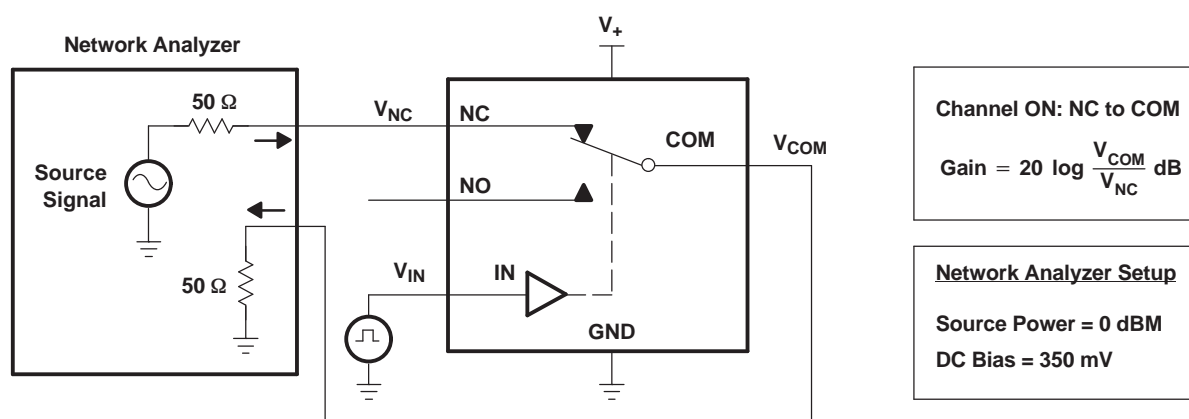 V+
Network Analyzer
50 Ω
VNC
NC
COM
VCOM
Source
Signal
NO
50 Ω
VIN
IN
GND
Channel ON: NC to COM
Gain = 20 log VCOM/VNC dB
Network Analyzer Setup
Source Power = 0 dBM
DC Bias = 350 mV